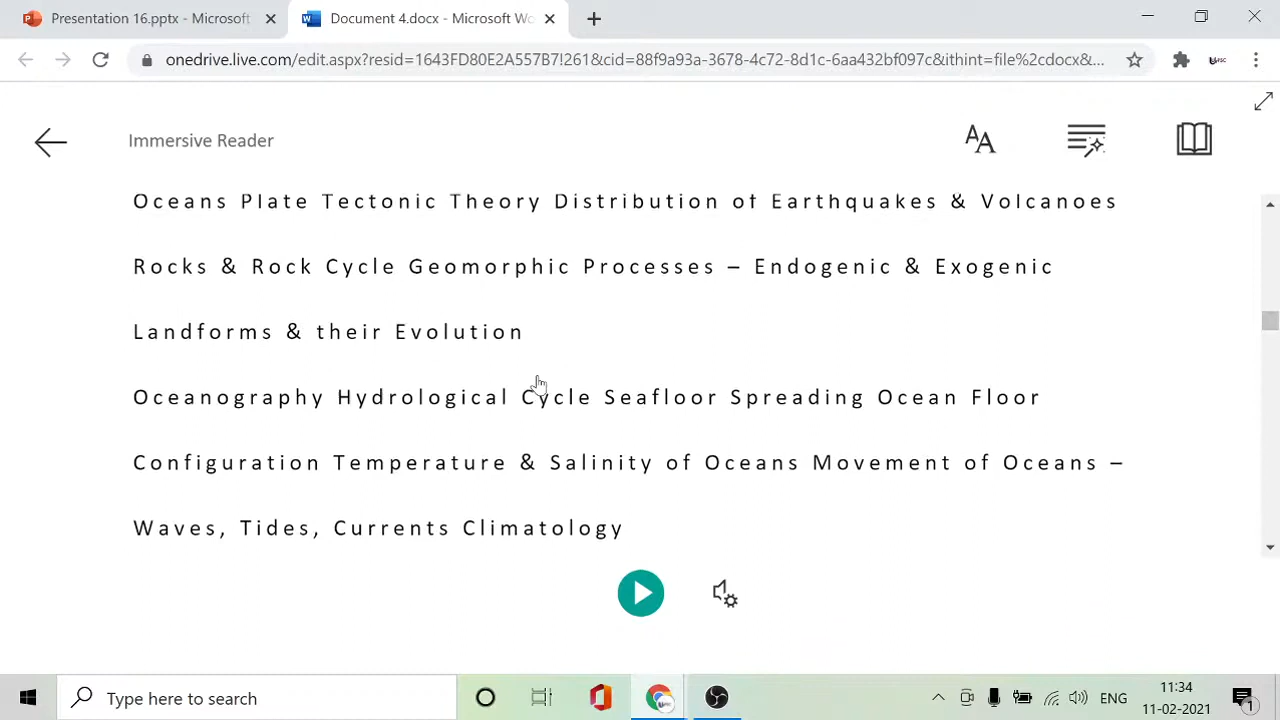 Presentation 16.pptx - Microsoft
Document 4.docx - Microsoft Wo
onedrive.live.com/edit.aspx?resid=1643FD80E2A557B7!261&cid=88f9a93a-3678-4c72-8d1c-6aa432bf097c&ithint=file%2cdocx&...
Immersive Reader
Oceans Plate Tectonic Theory Distribution of Earthquakes & Volcanoes
Rocks & Rock Cycle Geomorphic Processes – Endogenic & Exogenic
Landforms & their Evolution
Oceanography Hydrological Cycle Seafloor Spreading Ocean Floor
Configuration Temperature & Salinity of Oceans Movement of Oceans –
Waves, Tides, Currents Climatology
Type here to search
ENG
11:34
11-02-2021
1